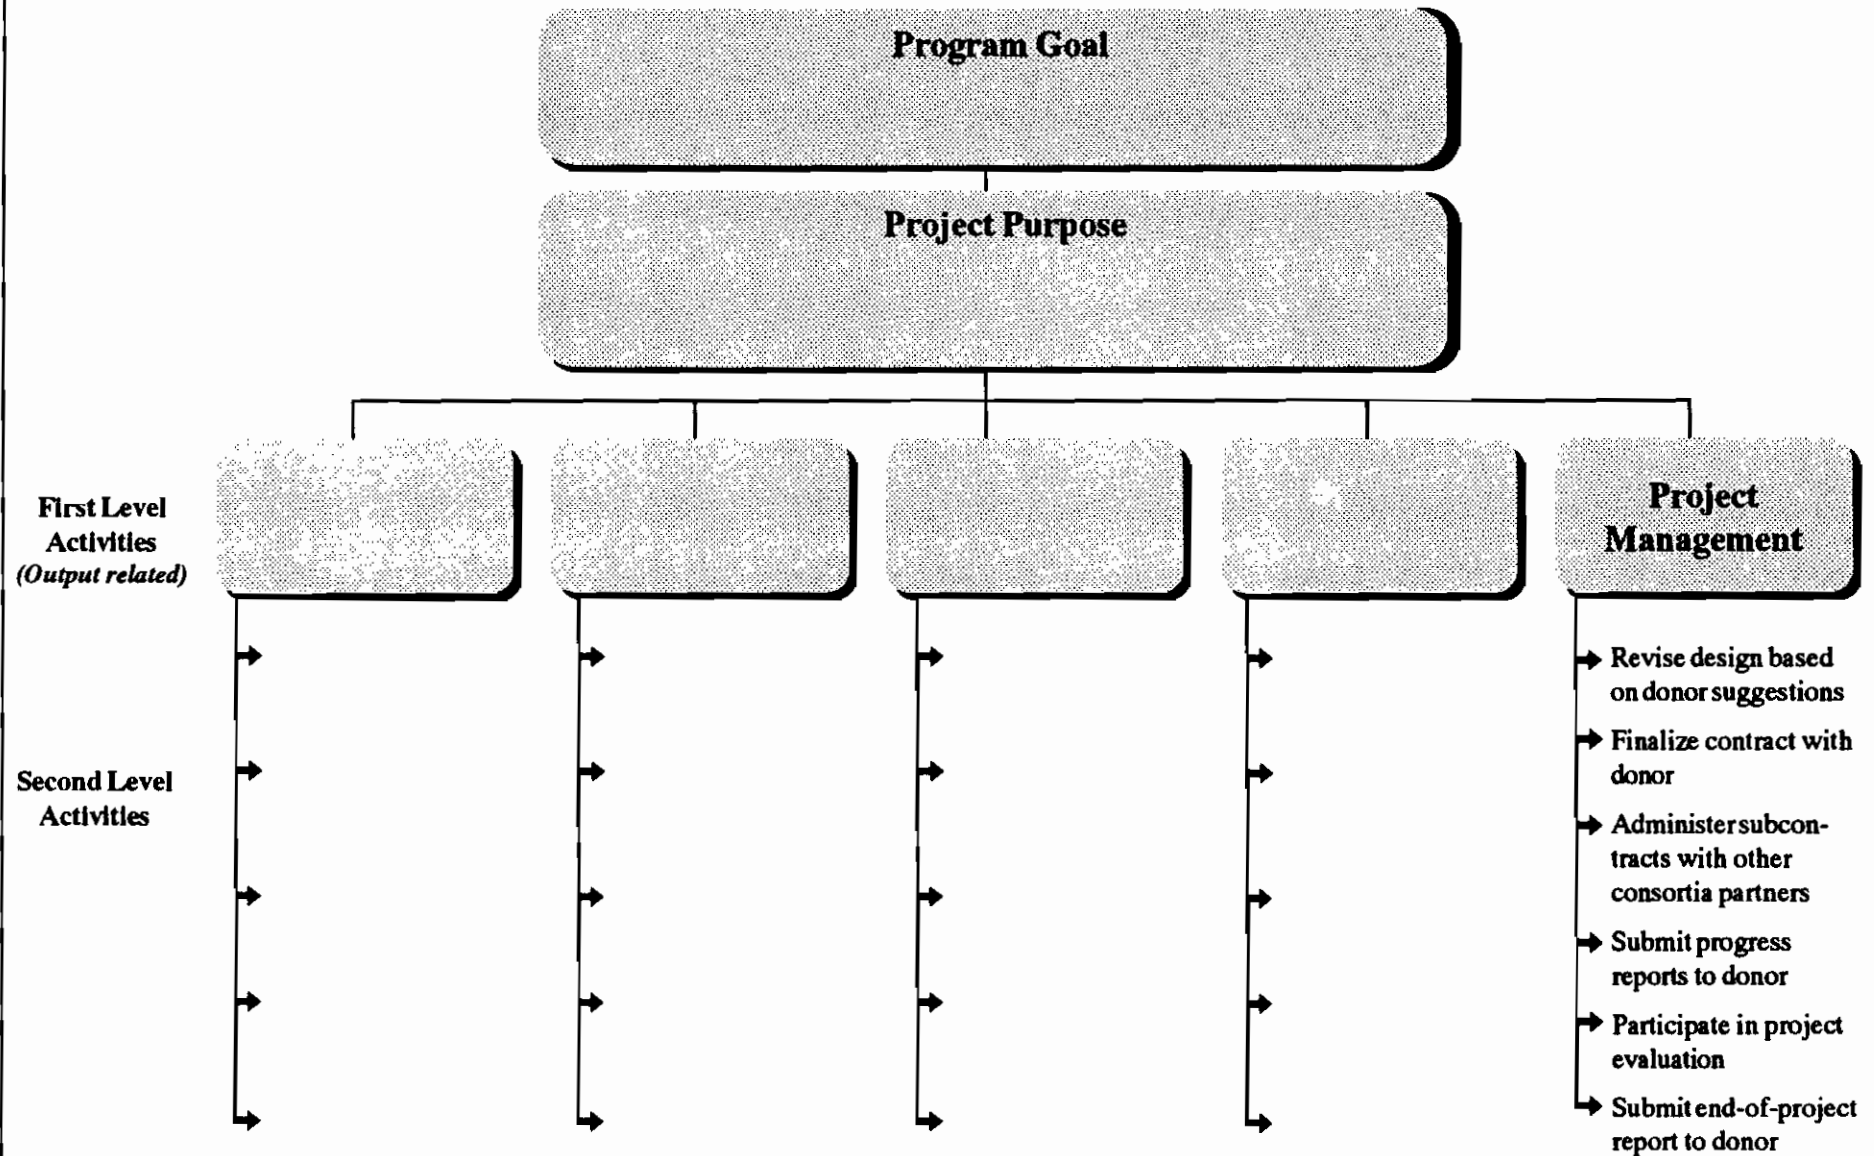 Program Goal
Project Purpose
First Level
Activities
(Output related)
Project
Management
Second Level
Activities
Revise design based
on donor suggestions
Finalize contract with
donor
Administer subcon-
tracts with other
consortia partners
Submit progress
reports to donor
Participate in project
evaluation
Submit end-of-project
report to donor